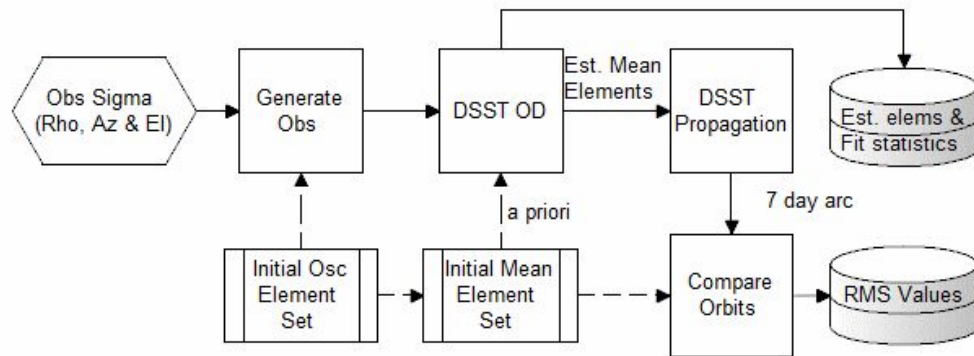 Obs Sigma
(Rho, Az & El)
Generate
Obs
DSST OD
Est. Mean
Elements
DSST
Propagation
Est. elems &
Fit statistics
a priori
7 day arc
Initial Osc
Element
Set
Initial Mean
Element
Set
Compare
Orbits
RMS Values